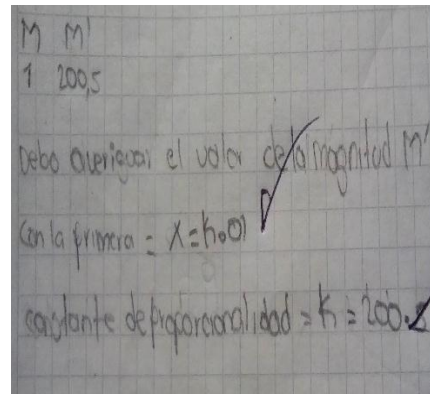 M M'
1 200,5
Debo averiguar el valor de la magnitud M'
Con la primera = X = K.01
constante de proporcionalidad = K = 200.5